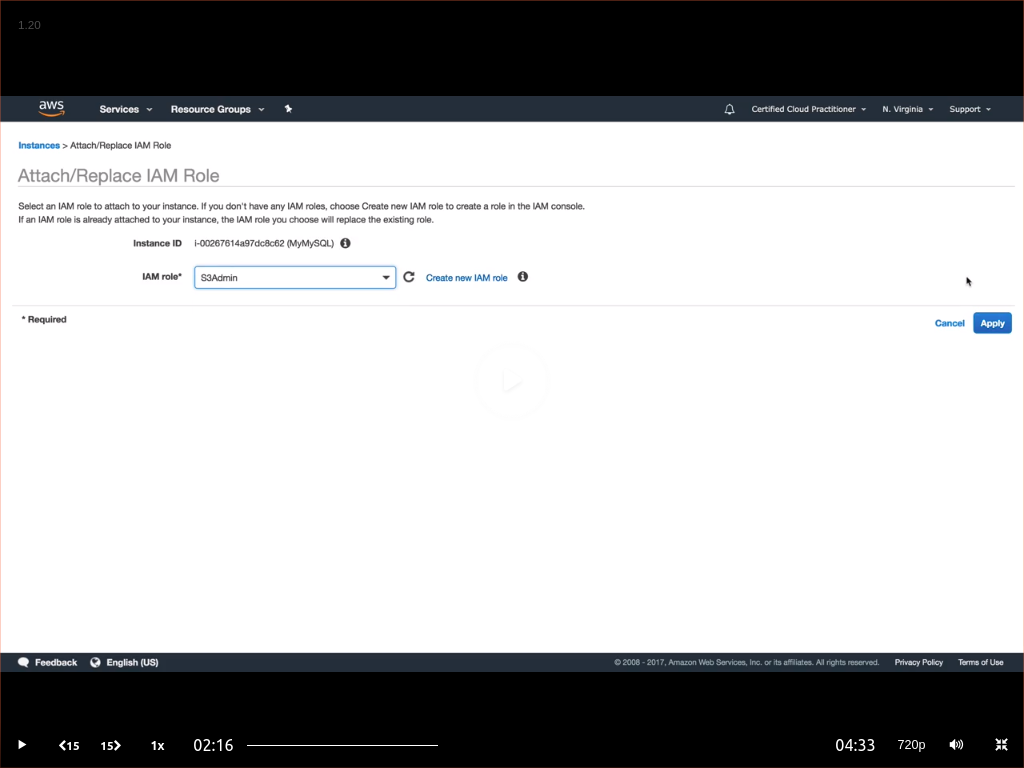 1.20
aws Services Resource Groups Certified Cloud Practitioner N. Virginia Support
Instances > Attach/Replace IAM Role
Attach/Replace IAM Role
Select an IAM role to attach to your instance. If you don't have any IAM roles, choose Create new IAM role to create a role in the IAM console.
If an IAM role is already attached to your instance, the IAM role you choose will replace the existing role.
Instance ID i-00267614a97dc8c62 (MyMySQL)
IAM role* S3Admin Create new IAM role
* Required Cancel Apply
Feedback English (US) © 2008 - 2017, Amazon Web Services, Inc. or its affiliates. All rights reserved. Privacy Policy Terms of Use
15 15 1x 02:16 04:33 720p